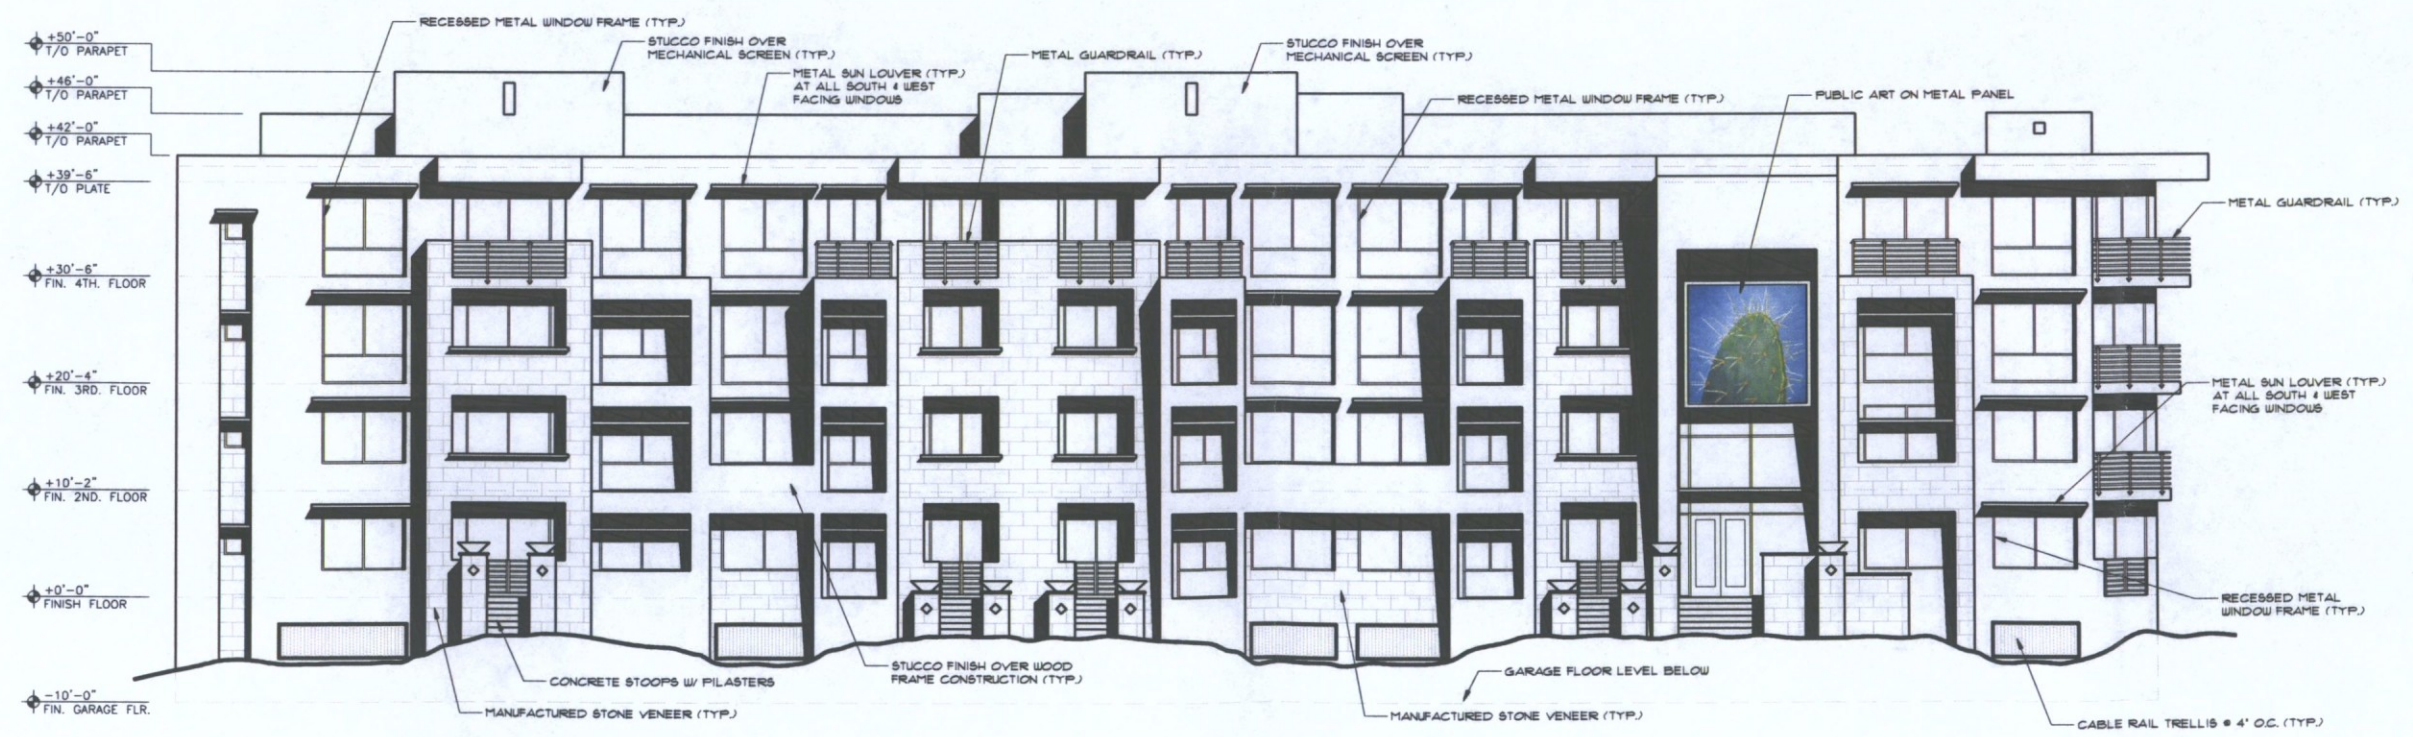 +50'-0"
T/O PARAPET
+46'-0"
T/O PARAPET
+42'-0"
T/O PARAPET
+39'-6"
T/O PLATE
+30'-6"
FIN. 4TH. FLOOR
+20'-4"
FIN. 3RD. FLOOR
+10'-2"
FIN. 2ND. FLOOR
+0'-0"
FINISH FLOOR
-10'-0"
FIN. GARAGE FLR.
RECESSED METAL WINDOW FRAME (TYP.)
STUCCO FINISH OVER
MECHANICAL SCREEN (TYP.)
METAL SUN LOUVER (TYP.)
AT ALL SOUTH & WEST
FACING WINDOWS
METAL GUARDRAIL (TYP.)
STUCCO FINISH OVER
MECHANICAL SCREEN (TYP.)
RECESSED METAL WINDOW FRAME (TYP.)
PUBLIC ART ON METAL PANEL
METAL GUARDRAIL (TYP.)
METAL SUN LOUVER (TYP.)
AT ALL SOUTH & WEST
FACING WINDOWS
RECESSED METAL
WINDOW FRAME (TYP.)
STUCCO FINISH OVER WOOD
FRAME CONSTRUCTION (TYP.)
CONCRETE STOOPS W/ PILASTERS
MANUFACTURED STONE VENEER (TYP.)
GARAGE FLOOR LEVEL BELOW
MANUFACTURED STONE VENEER (TYP.)
CABLE RAIL TRELLIS @ 4' O.C. (TYP.)